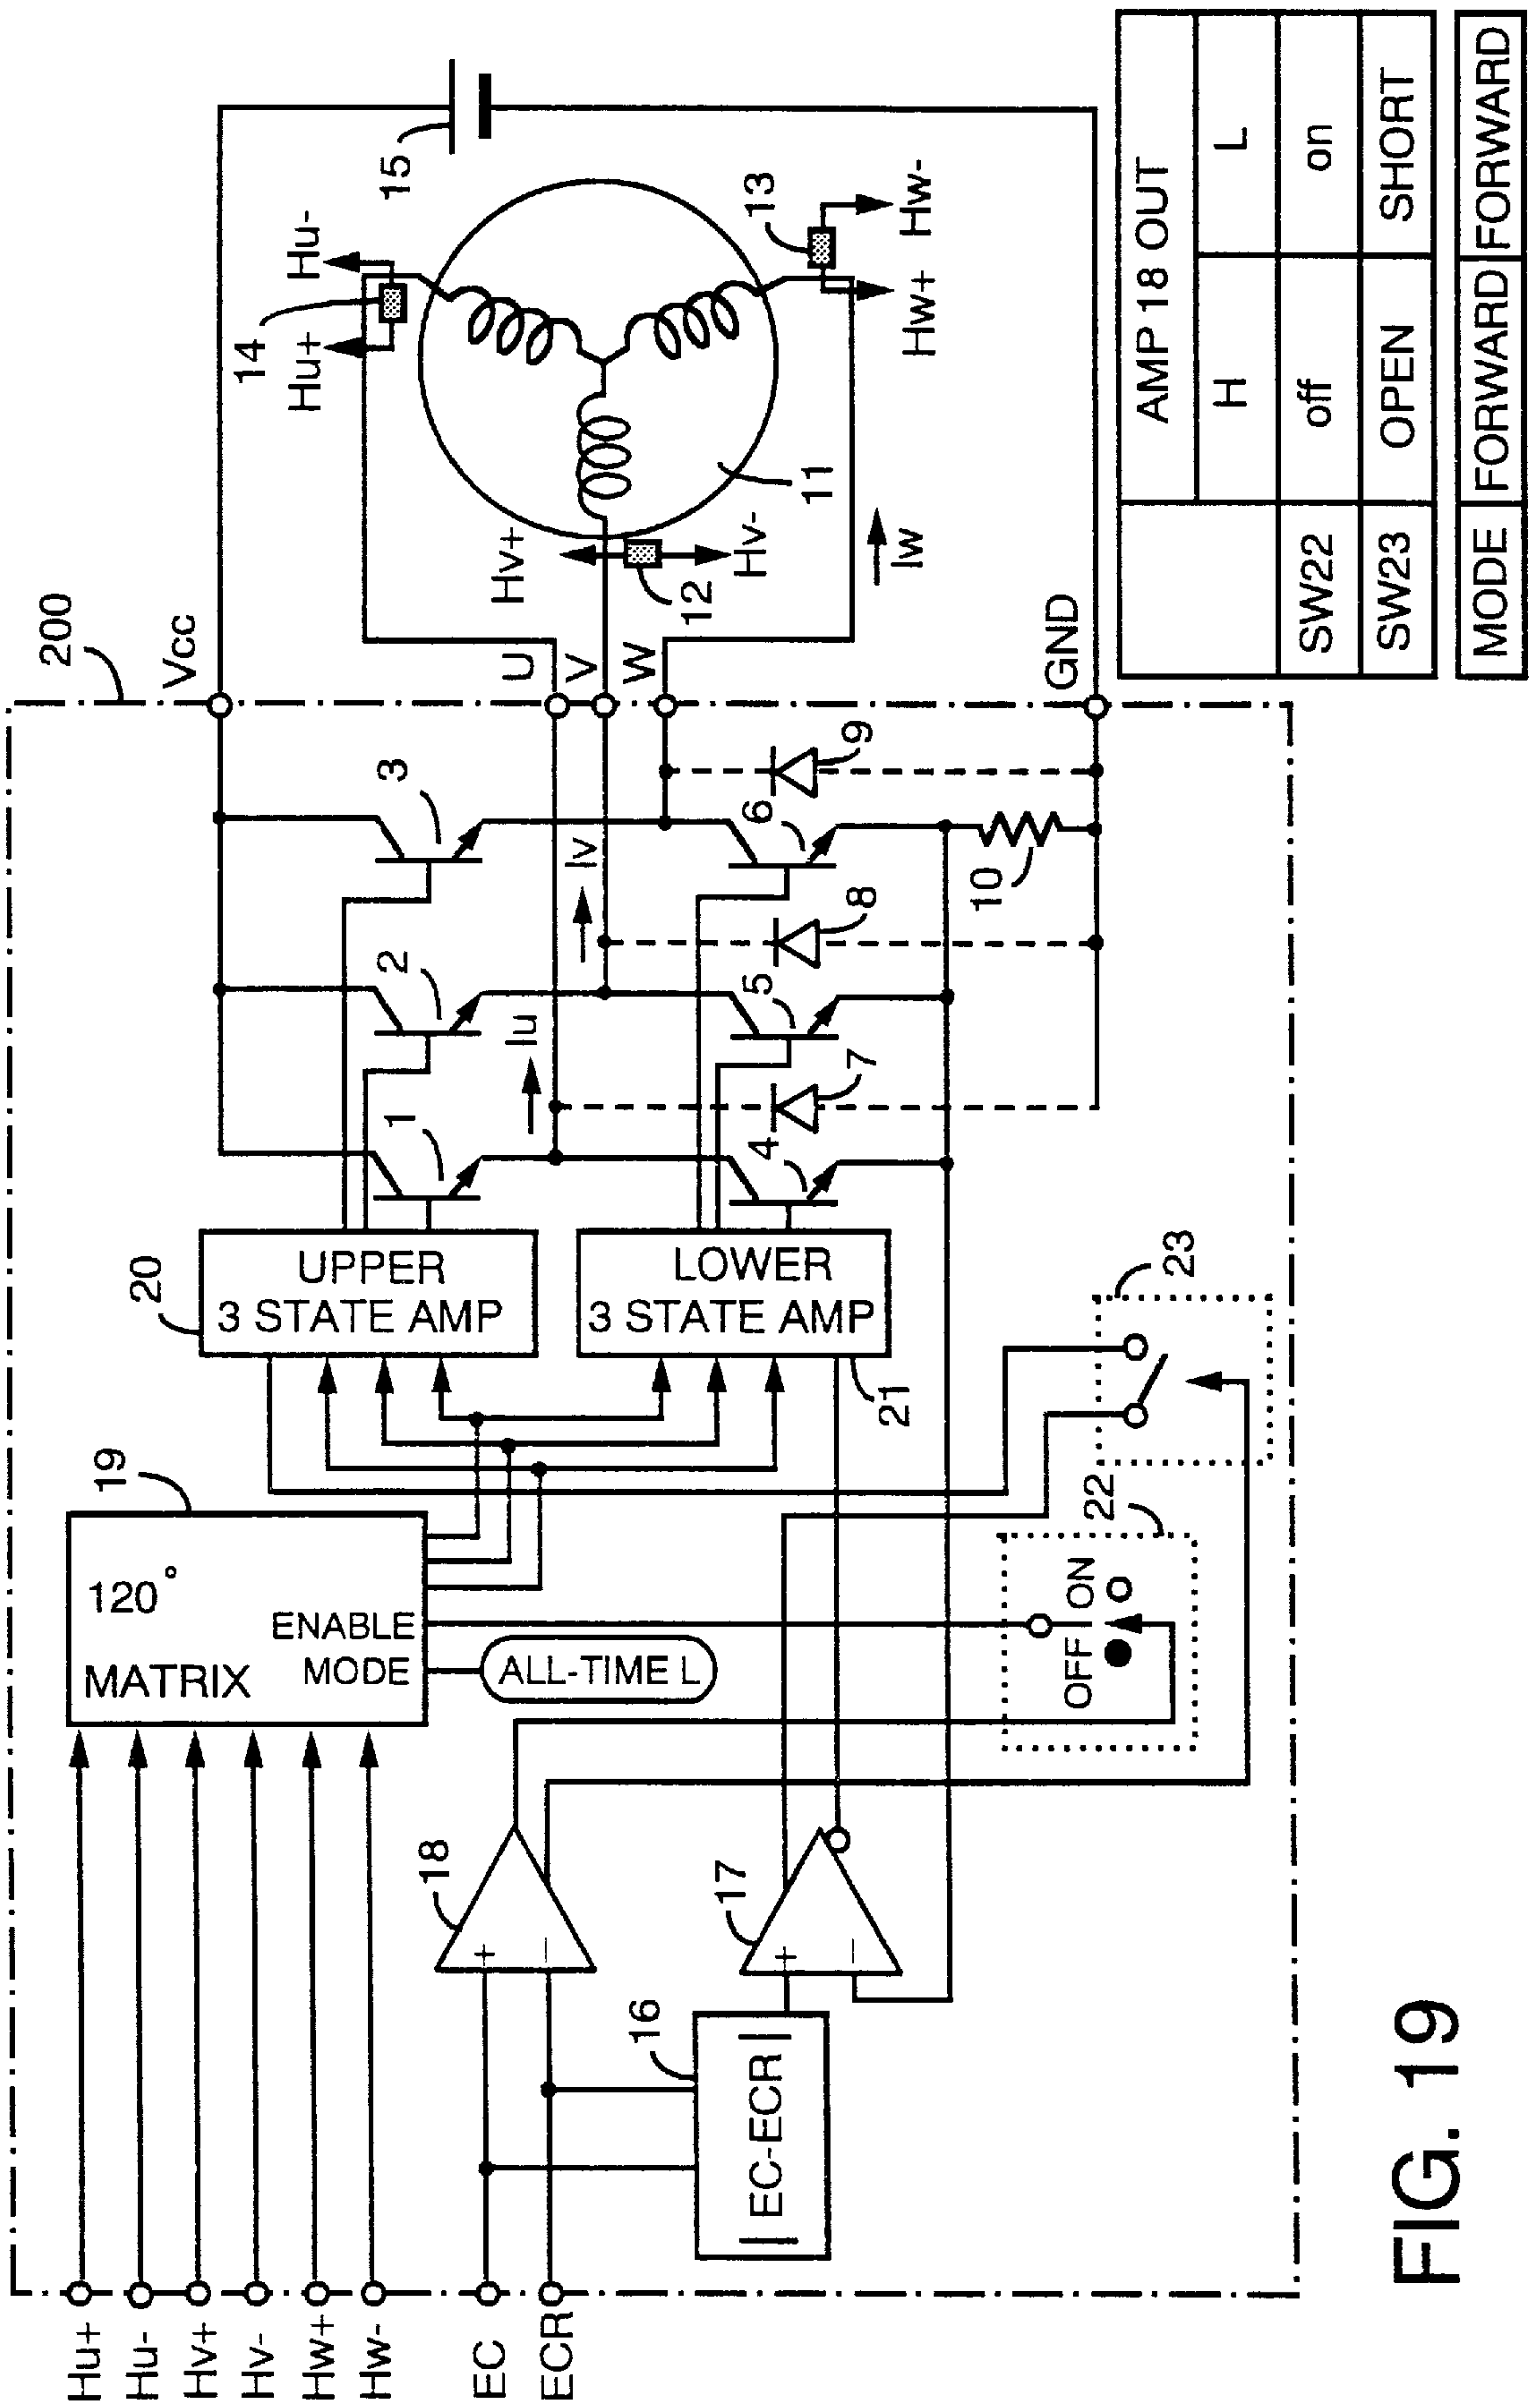 200
Hu+
Hu-
Hv+
Hv-
Hw+
Hw-
EC
ECR
19
120°
MATRIX
ENABLE
MODE
ALL-TIME L
18
+
-
17
+
-
16
| EC-ECR |
20
UPPER
3 STATE AMP
LOWER
3 STATE AMP
21
22
OFF
ON
23
1
2
3
4
5
6
7
8
9
10
Iu
Iv
Iw
Vcc
U
V
W
GND
Hu+
Hu-
14
Hv+
Hv-
12
11
Hw+
Hw-
13
15
AMP 18 OUT
H L
SW22 off on
SW23 OPEN SHORT
MODE FORWARD FORWARD
FIG. 19